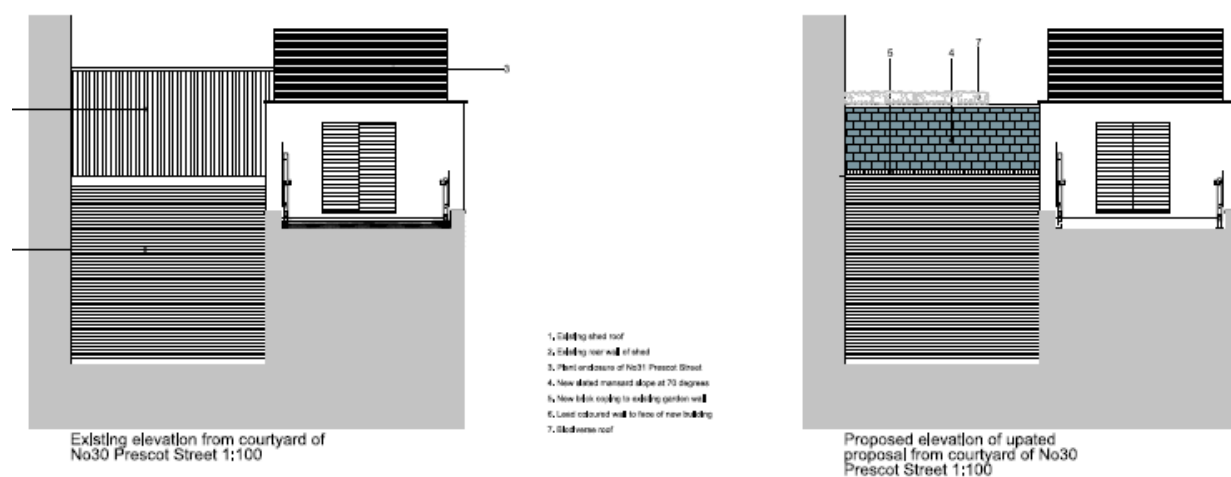 3
5
4
7
1. Existing shed roof
2. Existing rear wall of shed
3. Plant enclosure of No31 Prescot Street
4. New slated mansard slope at 70 degrees
5. New brick coping to existing garden wall
6. Lead coloured wall to face of new building
7. Biodiverse roof
Existing elevation from courtyard of
No30 Prescot Street 1:100
Proposed elevation of upated
proposal from courtyard of No30
Prescot Street 1:100